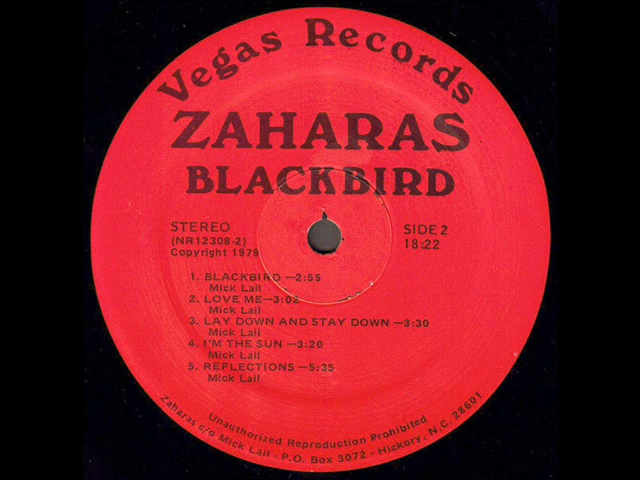 Vegas Records
ZAHARAS
BLACKBIRD
STEREO
(NR12308-2)
Copyright 1979
SIDE 2
18:22
1. BLACKBIRD —2:55
Mick Lail
2. LOVE ME—3:02
Mick Lail
3. LAY DOWN AND STAY DOWN —3:30
Mick Lail
4. I'M THE SUN —3:20
Mick Lail
5. REFLECTIONS —5:35
Mick Lail
Unauthorized Reproduction Prohibited
Zaharas c/o Mick Lail - P.O. Box 3072 - Hickory, N.C. 28601